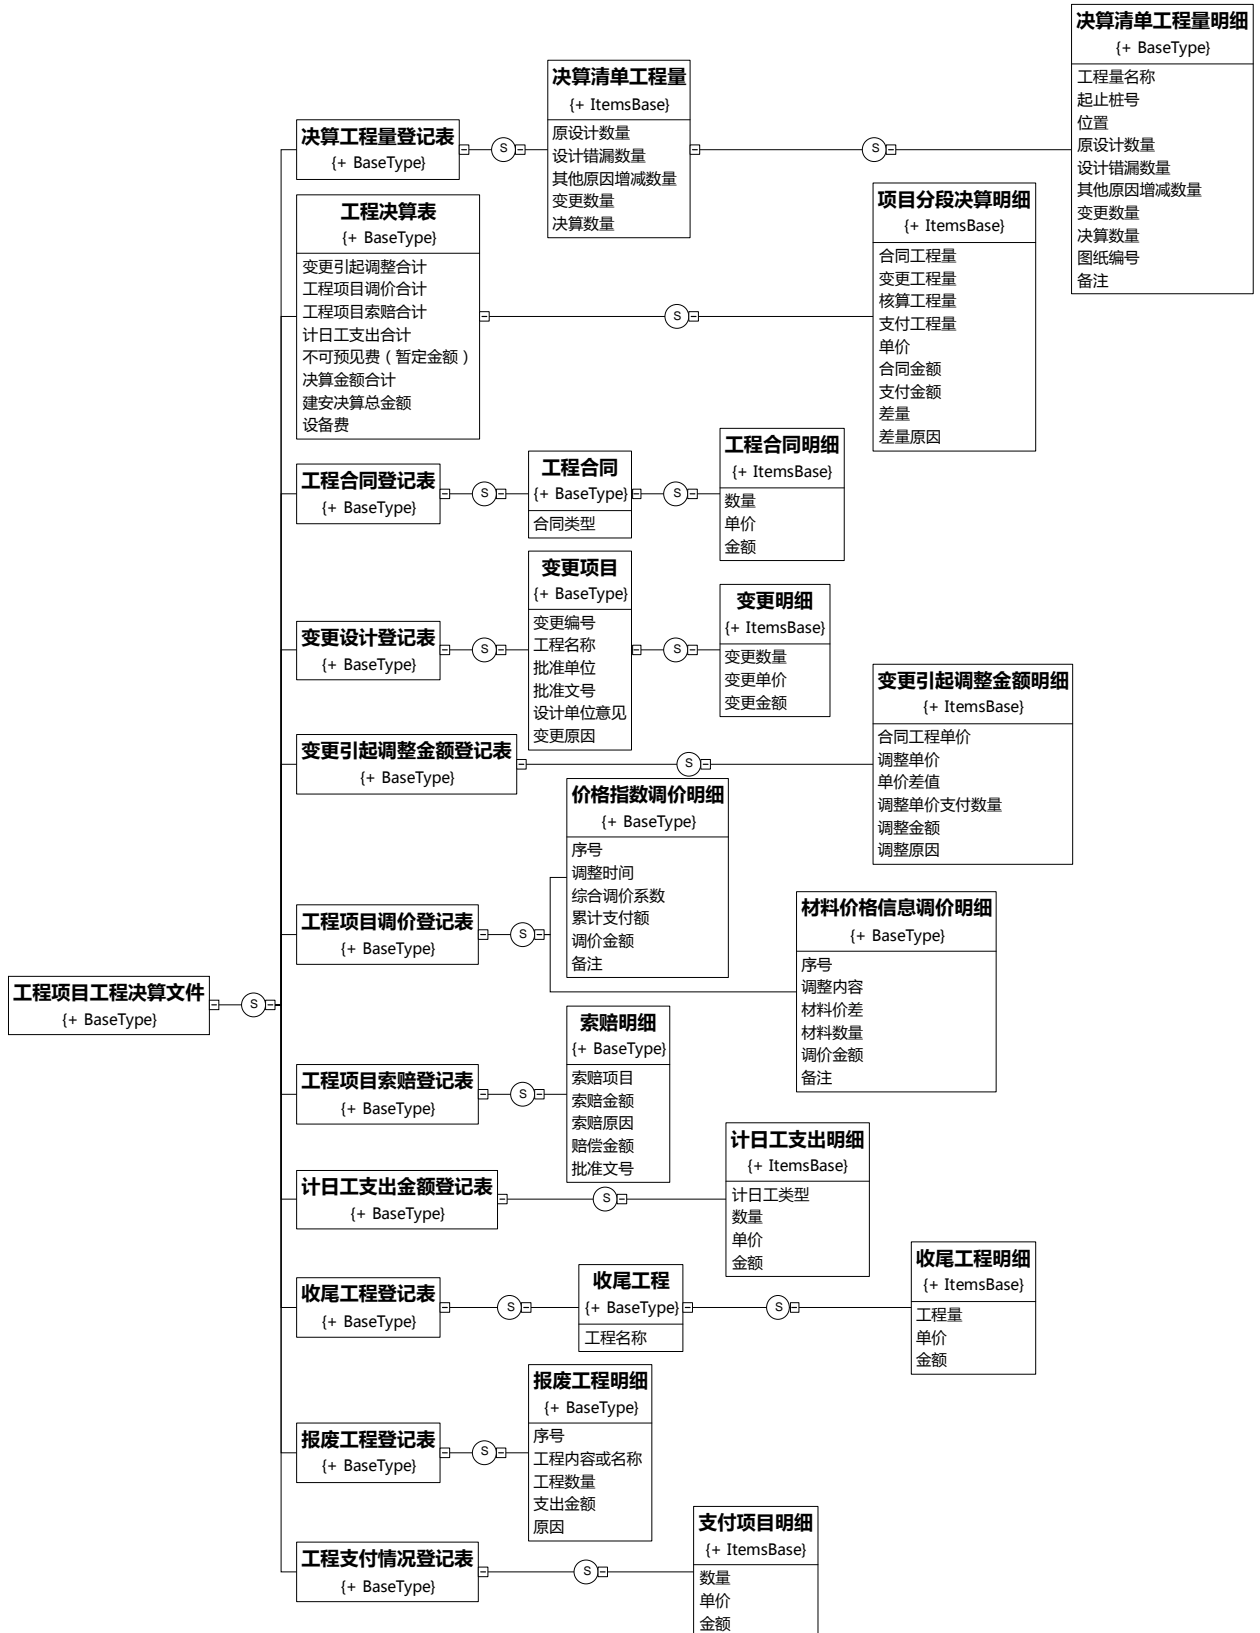 决算清单工程量明细
{+ BaseType}
工程量名称
起止桩号
位置
原设计数量
设计错漏数量
其他原因增减数量
变更数量
决算数量
图纸编号
备注
决算清单工程量
{+ ItemsBase}
原设计数量
设计错漏数量
其他原因增减数量
变更数量
决算数量
决算工程量登记表
{+ BaseType}
S
S
工程决算表
{+ BaseType}
变更引起调整合计
工程项目调价合计
工程项目索赔合计
计日工支出合计
不可预见费（暂定金额）
决算金额合计
建安决算总金额
设备费
S
项目分段决算明细
{+ ItemsBase}
合同工程量
变更工程量
核算工程量
支付工程量
单价
合同金额
支付金额
差量
差量原因
工程合同登记表
{+ BaseType}
S
工程合同
{+ BaseType}
合同类型
S
工程合同明细
{+ ItemsBase}
数量
单价
金额
变更设计登记表
{+ BaseType}
S
变更项目
{+ BaseType}
变更编号
工程名称
批准单位
批准文号
设计单位意见
变更原因
S
变更明细
{+ ItemsBase}
变更数量
变更单价
变更金额
变更引起调整金额登记表
{+ BaseType}
S
变更引起调整金额明细
{+ ItemsBase}
合同工程单价
调整单价
单价差值
调整单价支付数量
调整金额
调整原因
工程项目调价登记表
{+ BaseType}
S
价格指数调价明细
{+ BaseType}
序号
调整时间
综合调价系数
累计支付额
调价金额
备注
材料价格信息调价明细
{+ BaseType}
序号
调整内容
材料价差
材料数量
调价金额
备注
工程项目工程决算文件
{+ BaseType}
S
工程项目索赔登记表
{+ BaseType}
S
索赔明细
{+ BaseType}
索赔项目
索赔金额
索赔原因
赔偿金额
批准文号
计日工支出金额登记表
{+ BaseType}
S
计日工支出明细
{+ ItemsBase}
计日工类型
数量
单价
金额
收尾工程登记表
{+ BaseType}
S
收尾工程
{+ BaseType}
工程名称
S
收尾工程明细
{+ ItemsBase}
工程量
单价
金额
报废工程登记表
{+ BaseType}
S
报废工程明细
{+ BaseType}
序号
工程内容或名称
工程数量
支出金额
原因
工程支付情况登记表
{+ BaseType}
S
支付项目明细
{+ ItemsBase}
数量
单价
金额